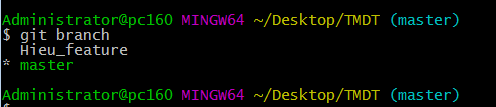 Administrator@pc160 MINGW64 ~/Desktop/TMDT (master)
$ git branch
  Hieu_feature
* master
Administrator@pc160 MINGW64 ~/Desktop/TMDT (master)
$